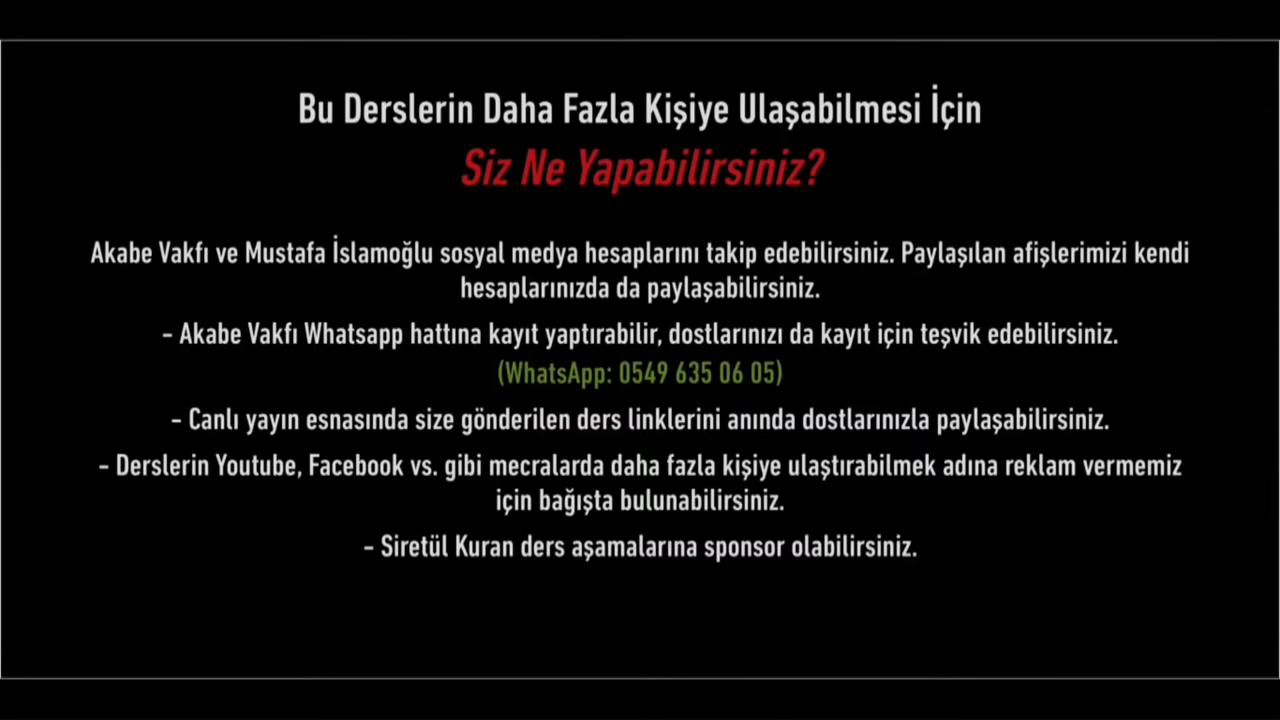 Bu Derslerin Daha Fazla Kişiye Ulaşabilmesi İçin
Siz Ne Yapabilirsiniz?
Akabe Vakfı ve Mustafa İslamoğlu sosyal medya hesaplarını takip edebilirsiniz. Paylaşılan afişlerimizi kendi
hesaplarınızda da paylaşabilirsiniz.
- Akabe Vakfı Whatsapp hattına kayıt yaptırabilir, dostlarınızı da kayıt için teşvik edebilirsiniz.
(WhatsApp: 0549 635 06 05)
- Canlı yayın esnasında size gönderilen ders linklerini anında dostlarınızla paylaşabilirsiniz.
- Derslerin Youtube, Facebook vs. gibi mecralarda daha fazla kişiye ulaştırabilmek adına reklam vermemiz
için bağışta bulunabilirsiniz.
- Siretül Kuran ders aşamalarına sponsor olabilirsiniz.